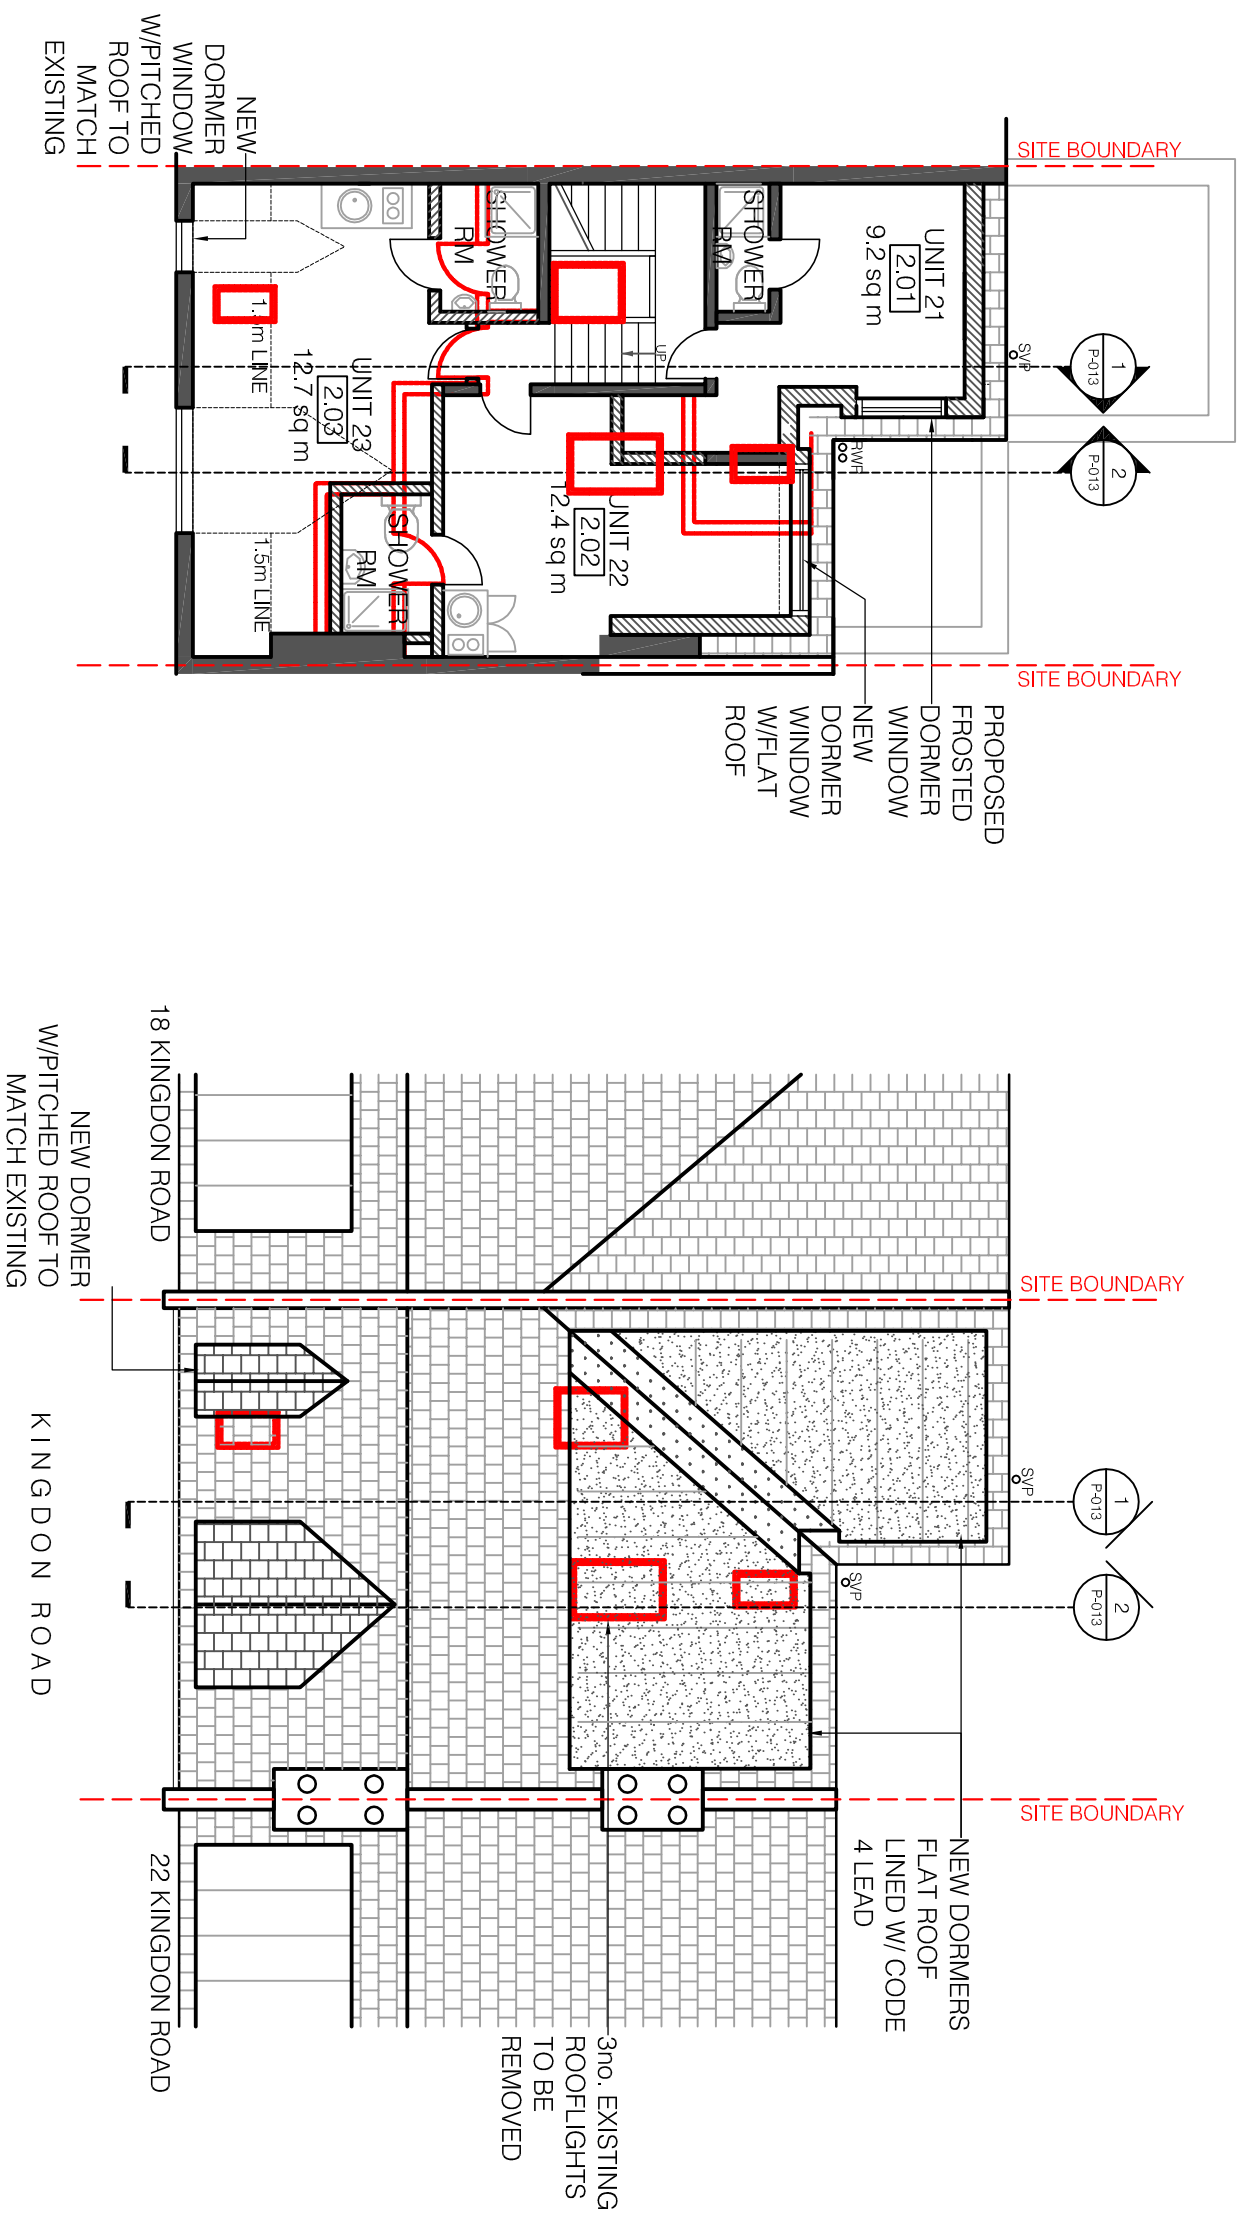 SITE BOUNDARY
NEW
DORMER
WINDOW
W/PITCHED
ROOF TO
MATCH
EXISTING
UNIT 21
2.01
9.2 sq m
SHOWER
RM
SHOWER
RM
UP
SVP
1
P-013
2
P-013
RWP
UNIT 23
2.03
12.7 sq m
1.5m LINE
1.5m LINE
UNIT 22
2.02
12.4 sq m
SHOWER
RM
SITE BOUNDARY
PROPOSED
FROSTED
DORMER
WINDOW
NEW
DORMER
WINDOW
W/FLAT
ROOF
18 KINGDON ROAD
NEW DORMER
W/PITCHED ROOF TO
MATCH EXISTING
SITE BOUNDARY
KINGDON ROAD
SVP
1
P-013
SVP
2
P-013
SITE BOUNDARY
22 KINGDON ROAD
NEW DORMERS
FLAT ROOF
LINED W/ CODE
4 LEAD
3no. EXISTING
ROOFLIGHTS
TO BE
REMOVED